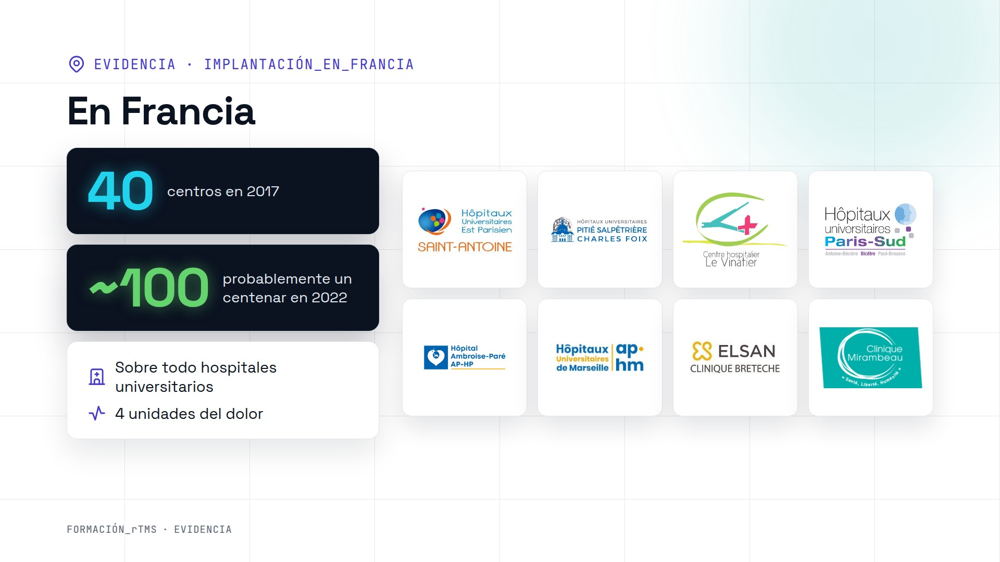 EVIDENCIA · IMPLANTACIÓN_EN_FRANCIA
En Francia
40 centros en 2017
~100 probablemente un
centenar en 2022
Sobre todo hospitales
universitarios
4 unidades del dolor
Hôpitaux
Universitaires
Est Parisien
SAINT-ANTOINE
HÔPITAUX UNIVERSITAIRES
PITIÉ SALPÊTRIÈRE
CHARLES FOIX
Centre hospitalier
Le Vinatier
Hôpitaux
universitaires
Paris-Sud
Antoine-Béclère Bicêtre Paul-Brousse
Hôpital
Ambroise-Paré
AP-HP
Hôpitaux
Universitaires
de Marseille
ap·
hm
ELSAN
CLINIQUE BRETECHE
Clinique
Mirambeau
« Santé, Liberté, Humanité »
FORMACIÓN_rTMS · EVIDENCIA